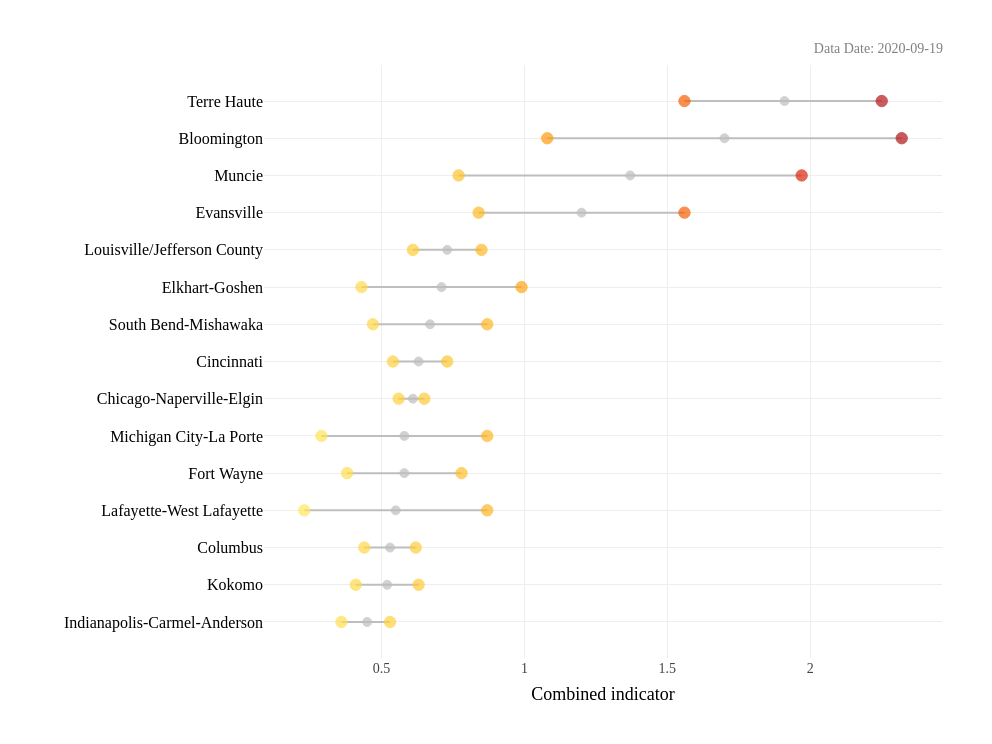 Data Date: 2020-09-19
Terre Haute
Bloomington
Muncie
Evansville
Louisville/Jefferson County
Elkhart-Goshen
South Bend-Mishawaka
Cincinnati
Chicago-Naperville-Elgin
Michigan City-La Porte
Fort Wayne
Lafayette-West Lafayette
Columbus
Kokomo
Indianapolis-Carmel-Anderson
0.5 1 1.5 2
Combined indicator